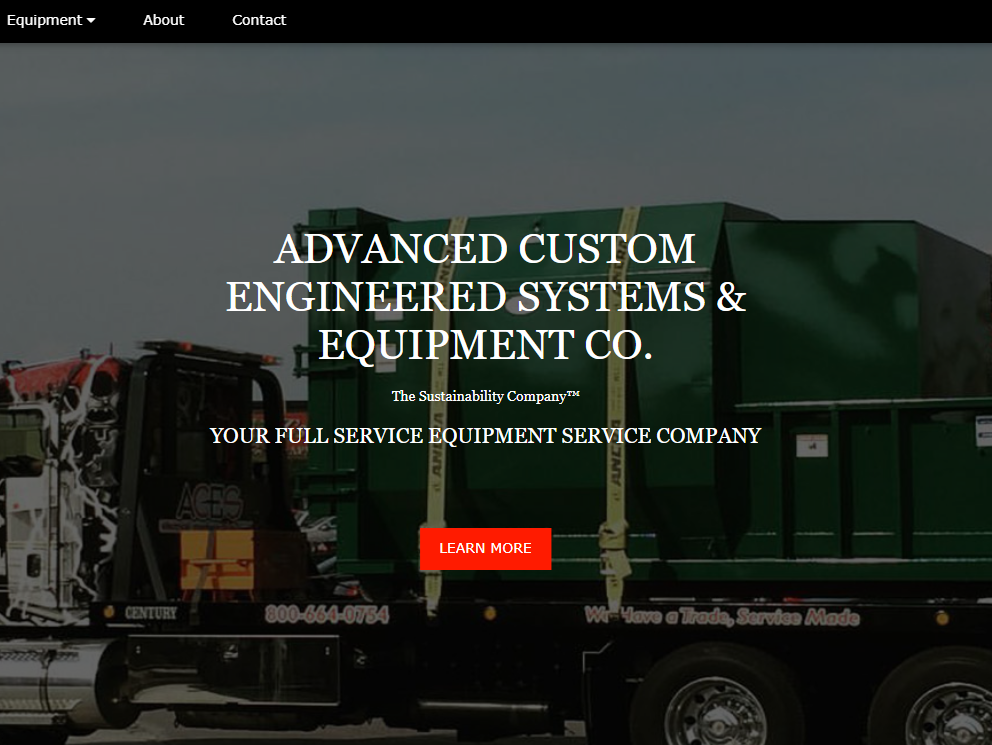 Equipment
About
Contact
ADVANCED CUSTOM
ENGINEERED SYSTEMS &
EQUIPMENT CO.
The Sustainability Company™
YOUR FULL SERVICE EQUIPMENT SERVICE COMPANY
ACES
LEARN MORE
CENTURY
800-664-0754
We Have a Trade, Service Made